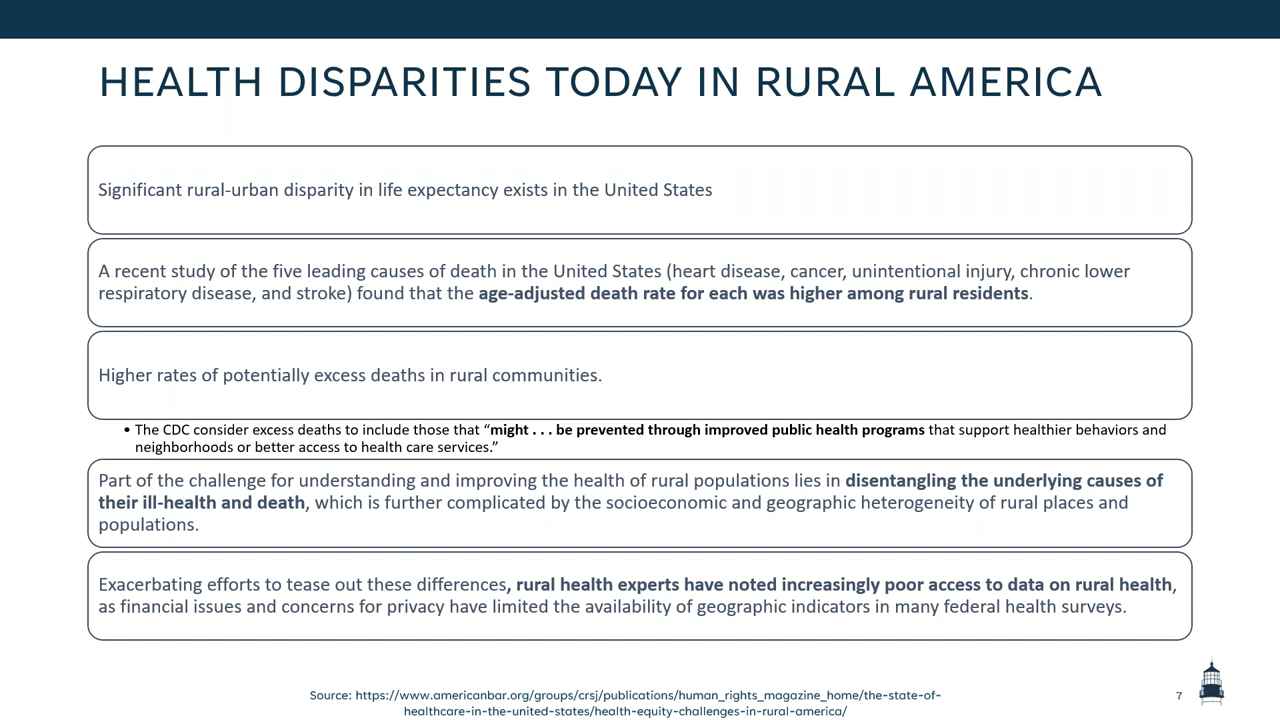 HEALTH DISPARITIES TODAY IN RURAL AMERICA
Significant rural-urban disparity in life expectancy exists in the United States
A recent study of the five leading causes of death in the United States (heart disease, cancer, unintentional injury, chronic lower
respiratory disease, and stroke) found that the age-adjusted death rate for each was higher among rural residents.
Higher rates of potentially excess deaths in rural communities.
• The CDC consider excess deaths to include those that “might . . . be prevented through improved public health programs that support healthier behaviors and
neighborhoods or better access to health care services.”
Part of the challenge for understanding and improving the health of rural populations lies in disentangling the underlying causes of
their ill-health and death, which is further complicated by the socioeconomic and geographic heterogeneity of rural places and
populations.
Exacerbating efforts to tease out these differences, rural health experts have noted increasingly poor access to data on rural health,
as financial issues and concerns for privacy have limited the availability of geographic indicators in many federal health surveys.
Source: https://www.americanbar.org/groups/crsj/publications/human_rights_magazine_home/the-state-of-
healthcare-in-the-united-states/health-equity-challenges-in-rural-america/
7